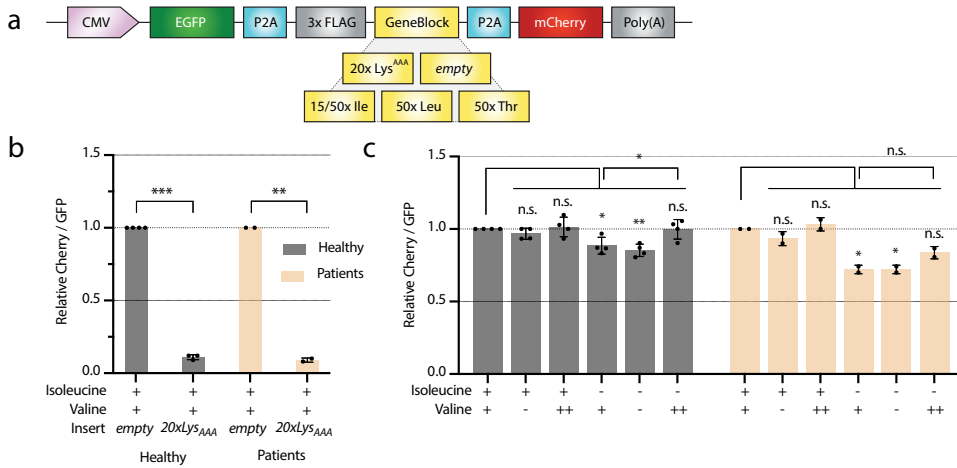 a
CMV EGFP P2A 3x FLAG GeneBlock P2A mCherry Poly(A)
20x Lys^AAA empty
15/50x Ile 50x Leu 50x Thr
b
Relative Cherry / GFP
1.5
1.0
0.5
0.0
*** **
Healthy
Patients
Isoleucine + + + +
Valine + + + +
Insert empty 20xLys_AAA empty 20xLys_AAA
Healthy Patients
c
Relative Cherry / GFP
1.5
1.0
0.5
0.0
* n.s.
n.s. n.s. * ** n.s. n.s. n.s. * * n.s.
Isoleucine + + + - - - + + + - - -
Valine + - ++ + - ++ + - ++ + - ++